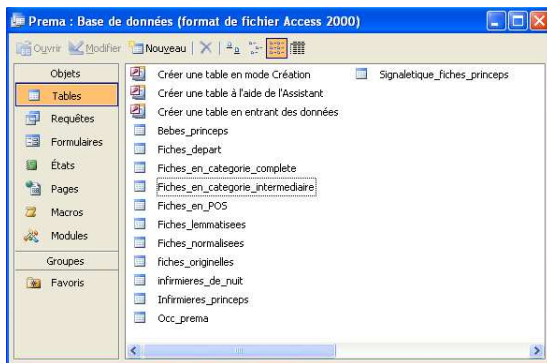 Prema : Base de données (format de fichier Access 2000)
Ouvrir Modifier Nouveau
Objets
Tables
Requêtes
Formulaires
États
Pages
Macros
Modules
Groupes
Favoris
Créer une table en mode Création
Créer une table à l'aide de l'Assistant
Créer une table en entrant des données
Bebes_princeps
Fiches_depart
Fiches_en_categorie_complete
Fiches_en_categorie_intermediaire
Fiches_en_POS
Fiches_lemmatisees
Fiches_normalisees
fiches_originelles
infirmieres_de_nuit
Infirmieres_princeps
Occ_prema
Signaletique_fiches_princeps